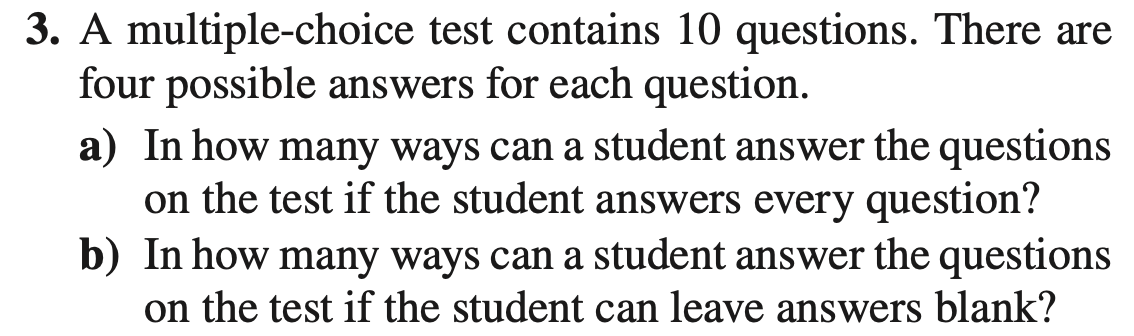 3. A multiple-choice test contains 10 questions. There are
four possible answers for each question.
a) In how many ways can a student answer the questions
on the test if the student answers every question?
b) In how many ways can a student answer the questions
on the test if the student can leave answers blank?